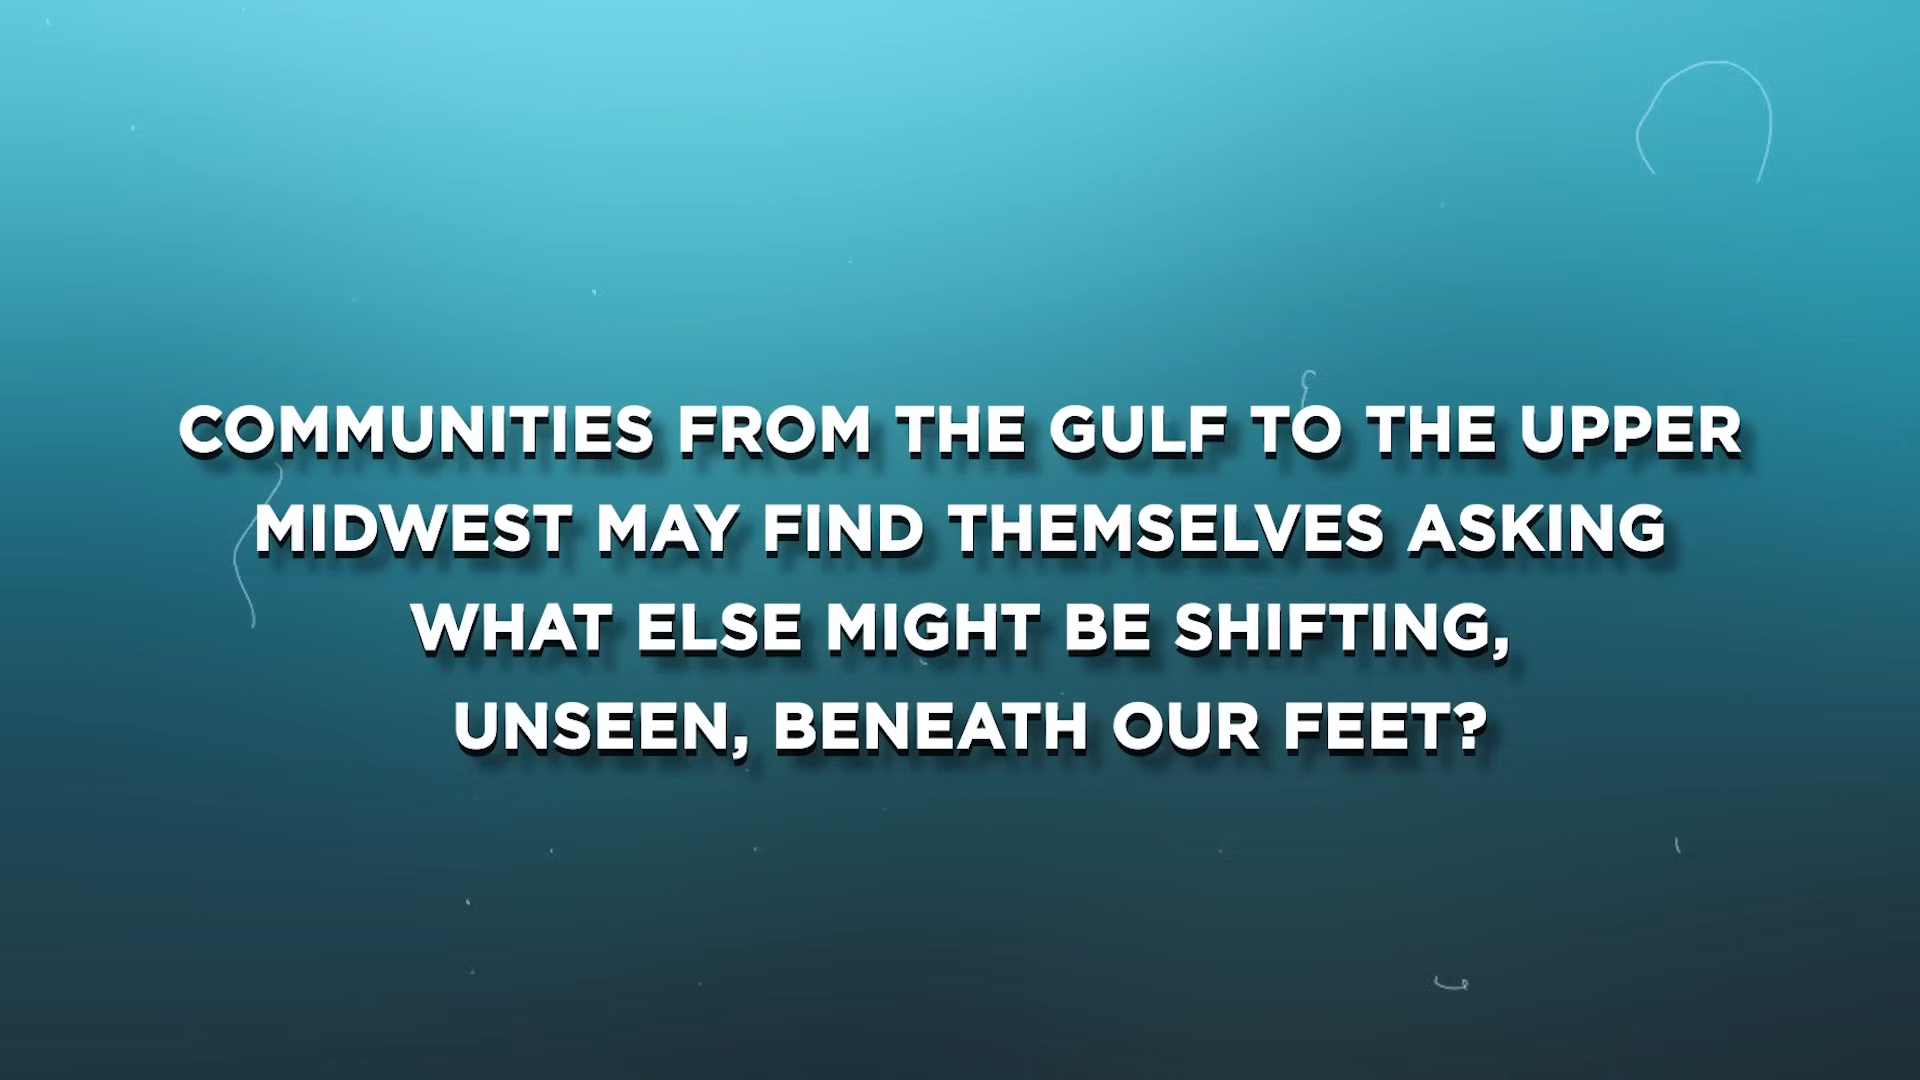 COMMUNITIES FROM THE GULF TO THE UPPER
MIDWEST MAY FIND THEMSELVES ASKING
WHAT ELSE MIGHT BE SHIFTING,
UNSEEN, BENEATH OUR FEET?